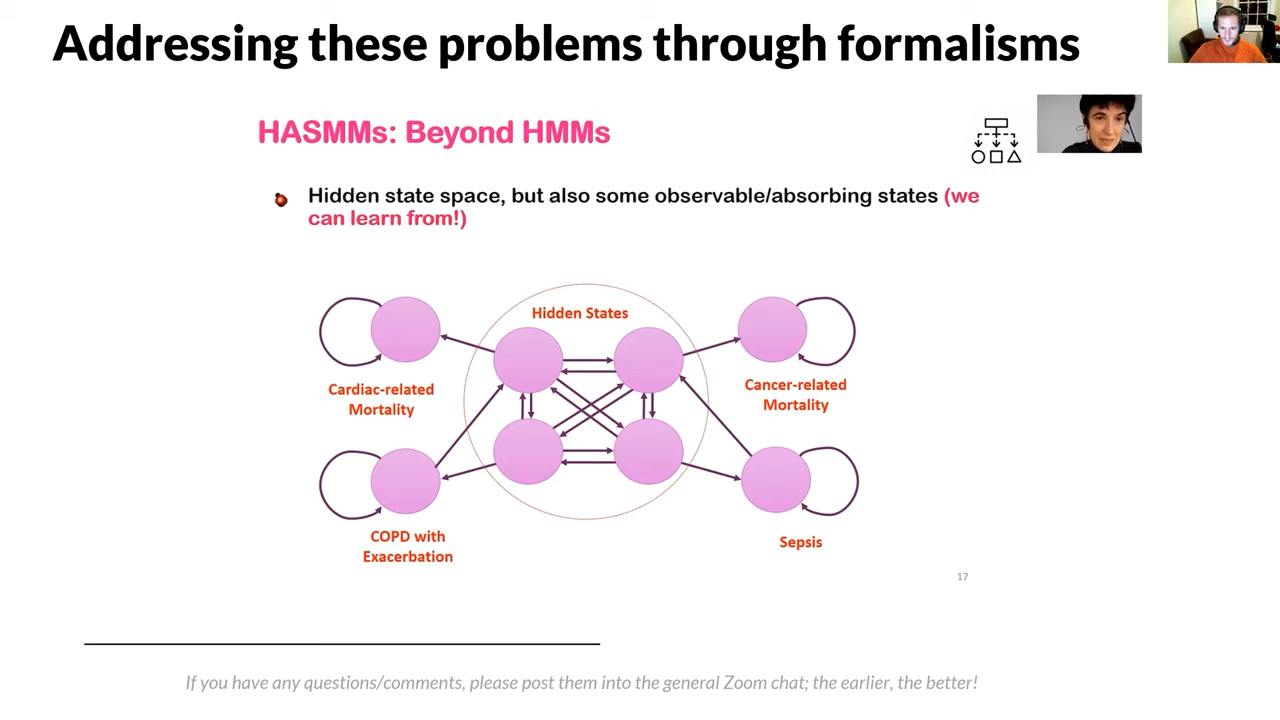 Addressing these problems through formalisms
HASMMs: Beyond HMMs
Hidden state space, but also some observable/absorbing states (we
can learn from!)
Hidden States
Cardiac-related
Mortality
Cancer-related
Mortality
COPD with
Exacerbation
Sepsis
17
If you have any questions/comments, please post them into the general Zoom chat; the earlier, the better!